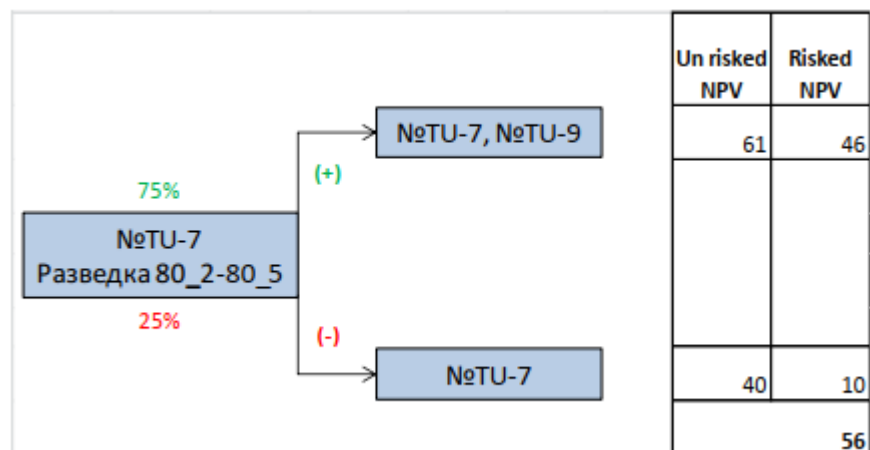 Un risked NPV
Risked NPV
№TU-7, №TU-9
61
46
(+)
75%
№TU-7
Разведка 80_2-80_5
25%
(-)
№TU-7
40
10
56